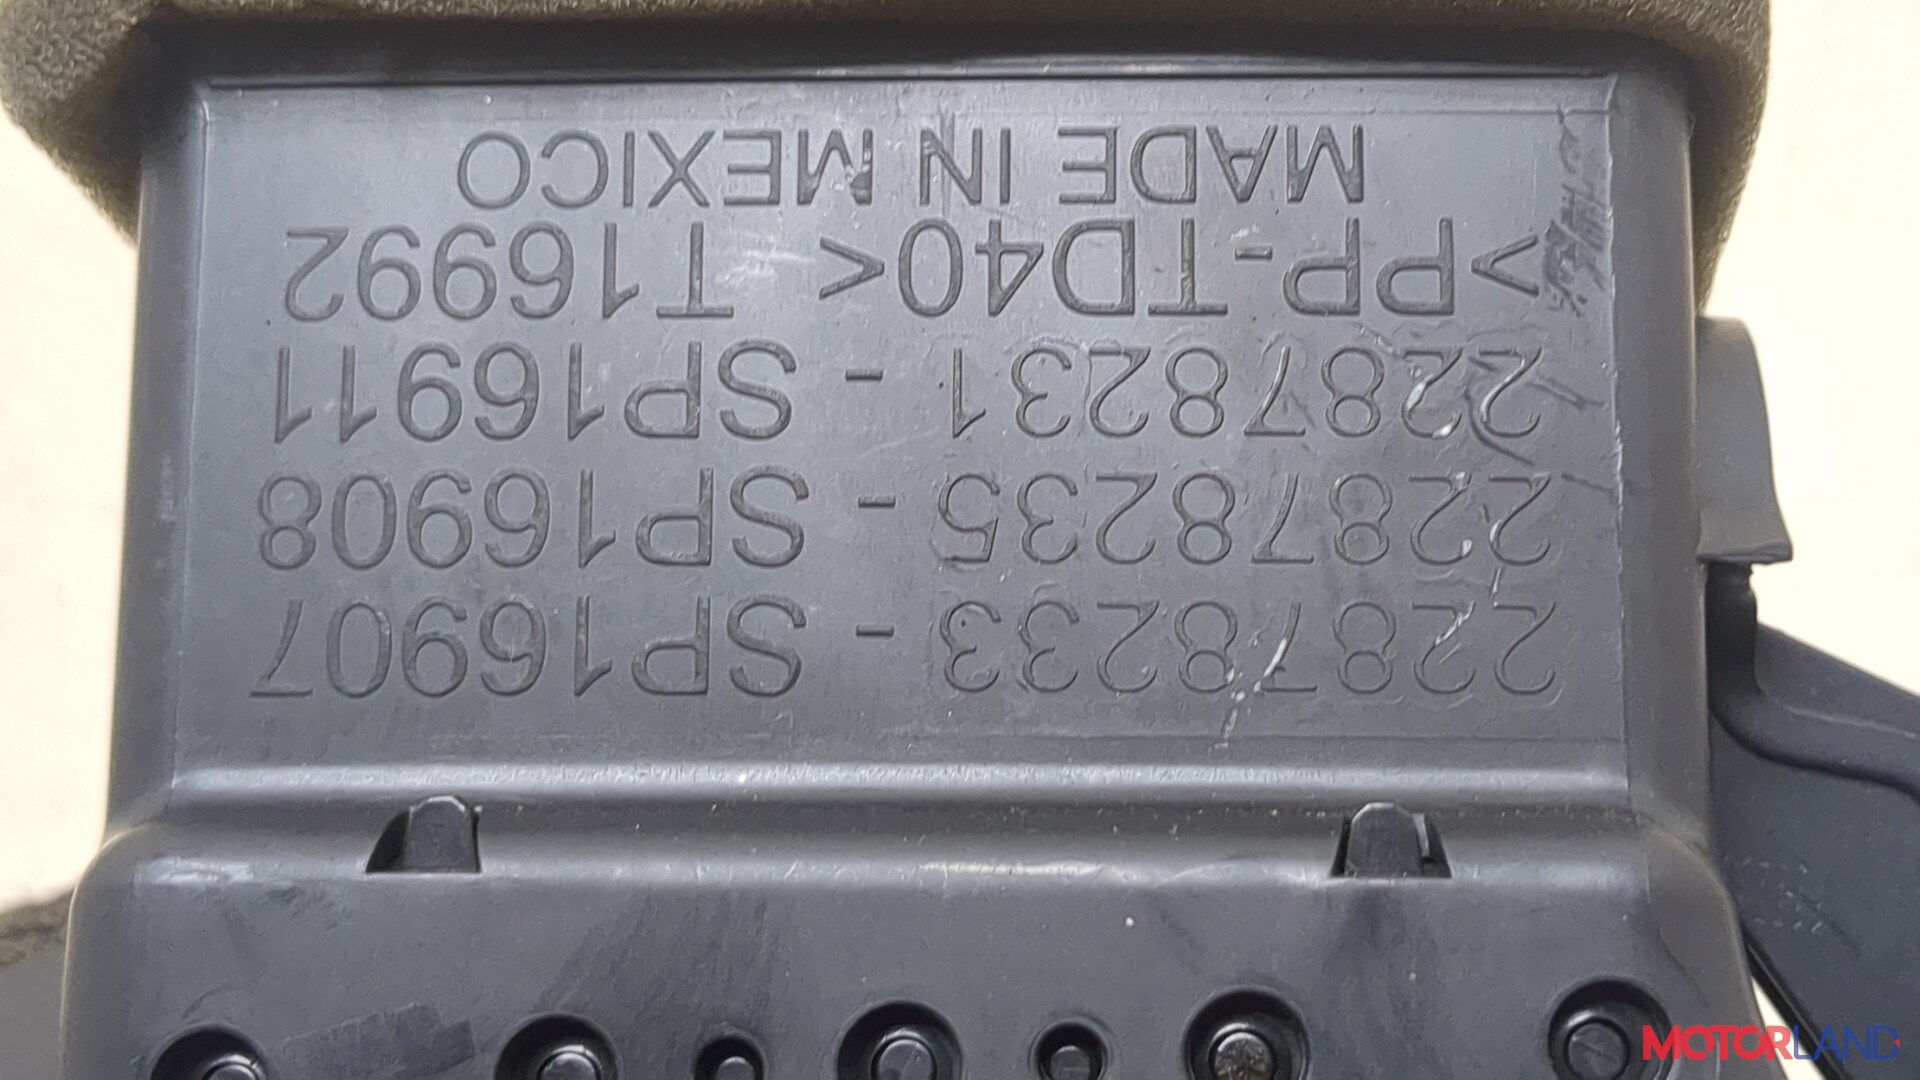 22878233 - SP16907
22878235 - SP16908
22878231 - SP16911
>PP-TD40< T16992
MADE IN MEXICO
MOTORLAND